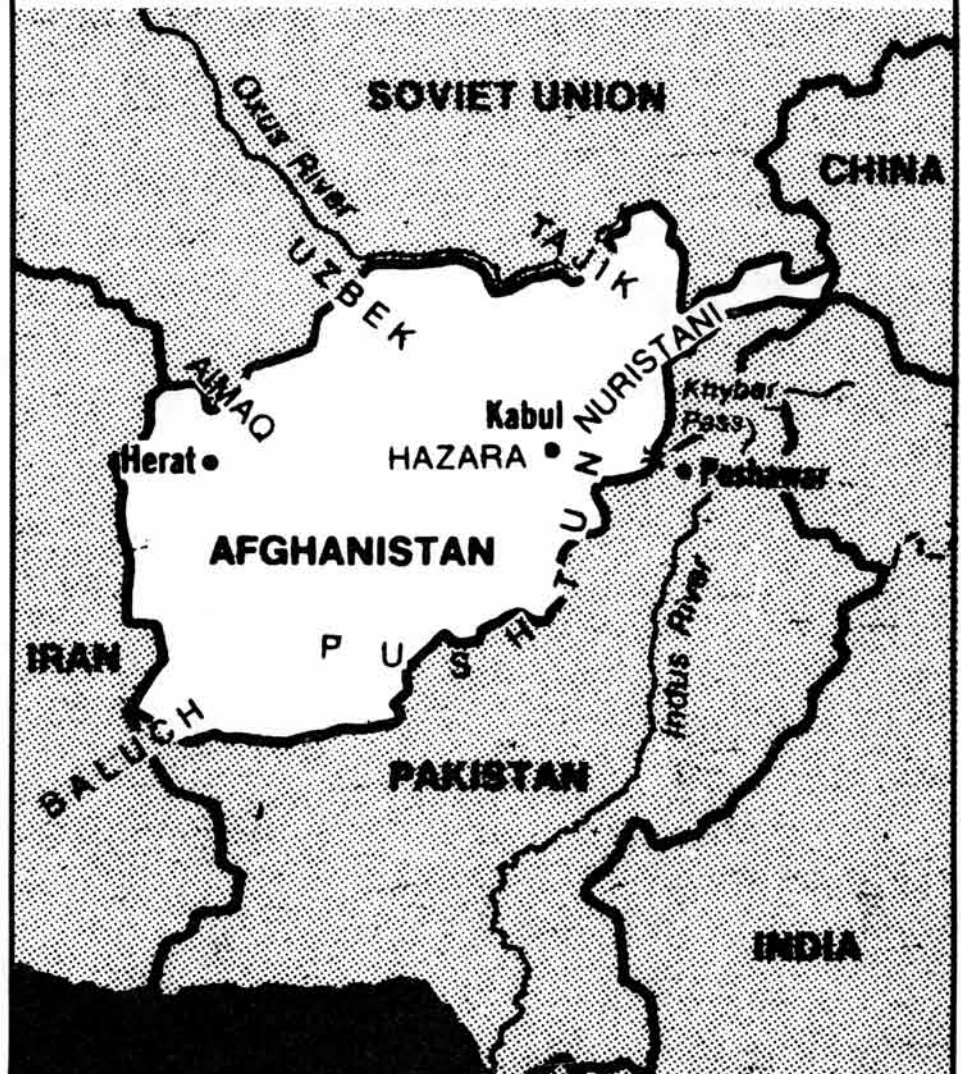 SOVIET UNION
Oxus River
CHINA
UZBEK
TAJIK
NURISTANI
AIMAQ
Khybar
Pass
Kabul
HAZARA
Herat
Peshawar
AFGHANISTAN
PUSHTUN
Indus River
IRAN
BALUCH
PAKISTAN
INDIA